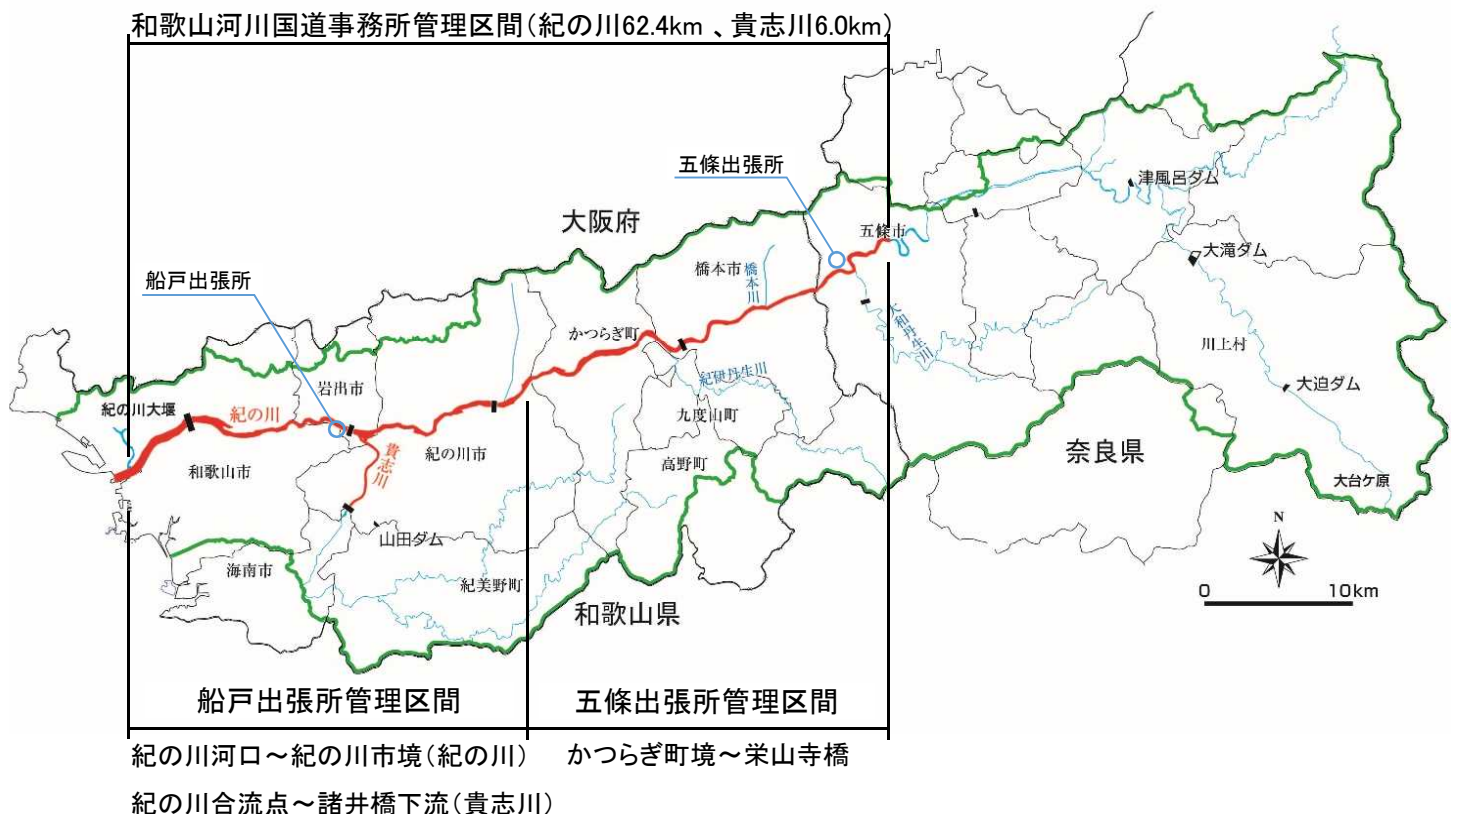 和歌山河川国道事務所管理区間（紀の川62.4km 、貴志川6.0km）
五條出張所
津風呂ダム
大阪府
五條市
大滝ダム
橋本市
橋本川
船戸出張所
大和丹生川
かつらぎ町
川上村
紀伊丹生川
大迫ダム
岩出市
紀の川大堰
紀の川
九度山町
紀の川市
貴志川
奈良県
和歌山市
高野町
大台ケ原
N
山田ダム
海南市
紀美野町
0 10km
和歌山県
船戸出張所管理区間
五條出張所管理区間
紀の川河口～紀の川市境（紀の川）
かつらぎ町境～栄山寺橋
紀の川合流点～諸井橋下流（貴志川）